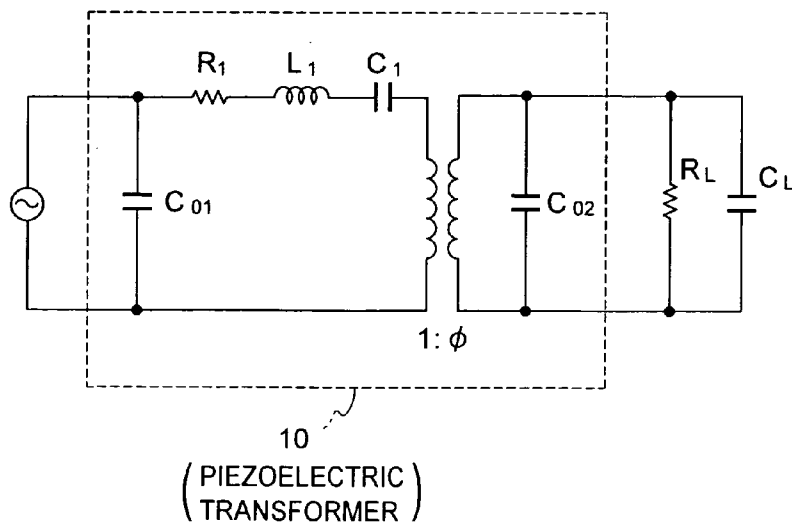 R1 L1 C1
C01
C02
RL
CL
1: ϕ
10
(PIEZOELECTRIC
TRANSFORMER)